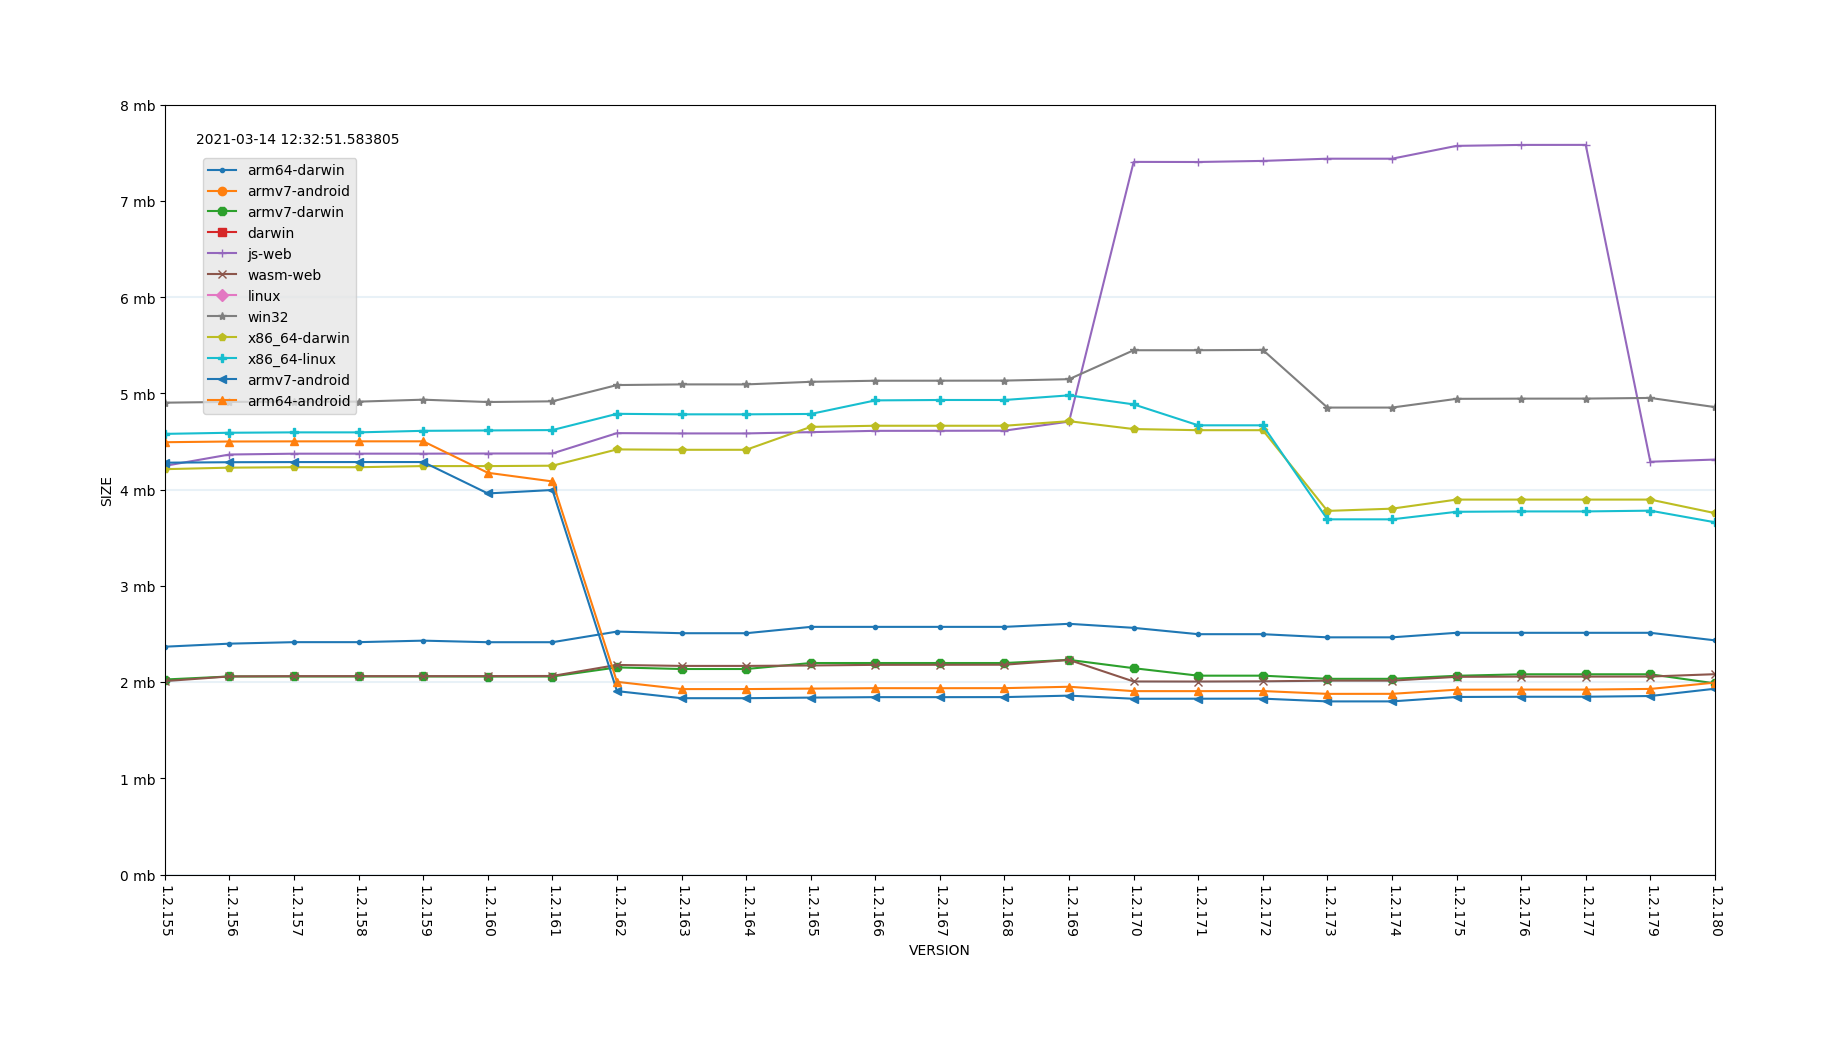 8 mb
2021-03-14 12:32:51.583805
arm64-darwin
armv7-android
armv7-darwin
darwin
js-web
wasm-web
linux
win32
x86_64-darwin
x86_64-linux
armv7-android
arm64-android
7 mb
6 mb
5 mb
4 mb
3 mb
2 mb
1 mb
0 mb
SIZE
1.2.155
1.2.156
1.2.157
1.2.158
1.2.159
1.2.160
1.2.161
1.2.162
1.2.163
1.2.164
1.2.165
1.2.166
1.2.167
1.2.168
1.2.169
1.2.170
1.2.171
1.2.172
1.2.173
1.2.174
1.2.175
1.2.176
1.2.177
1.2.179
1.2.180
VERSION